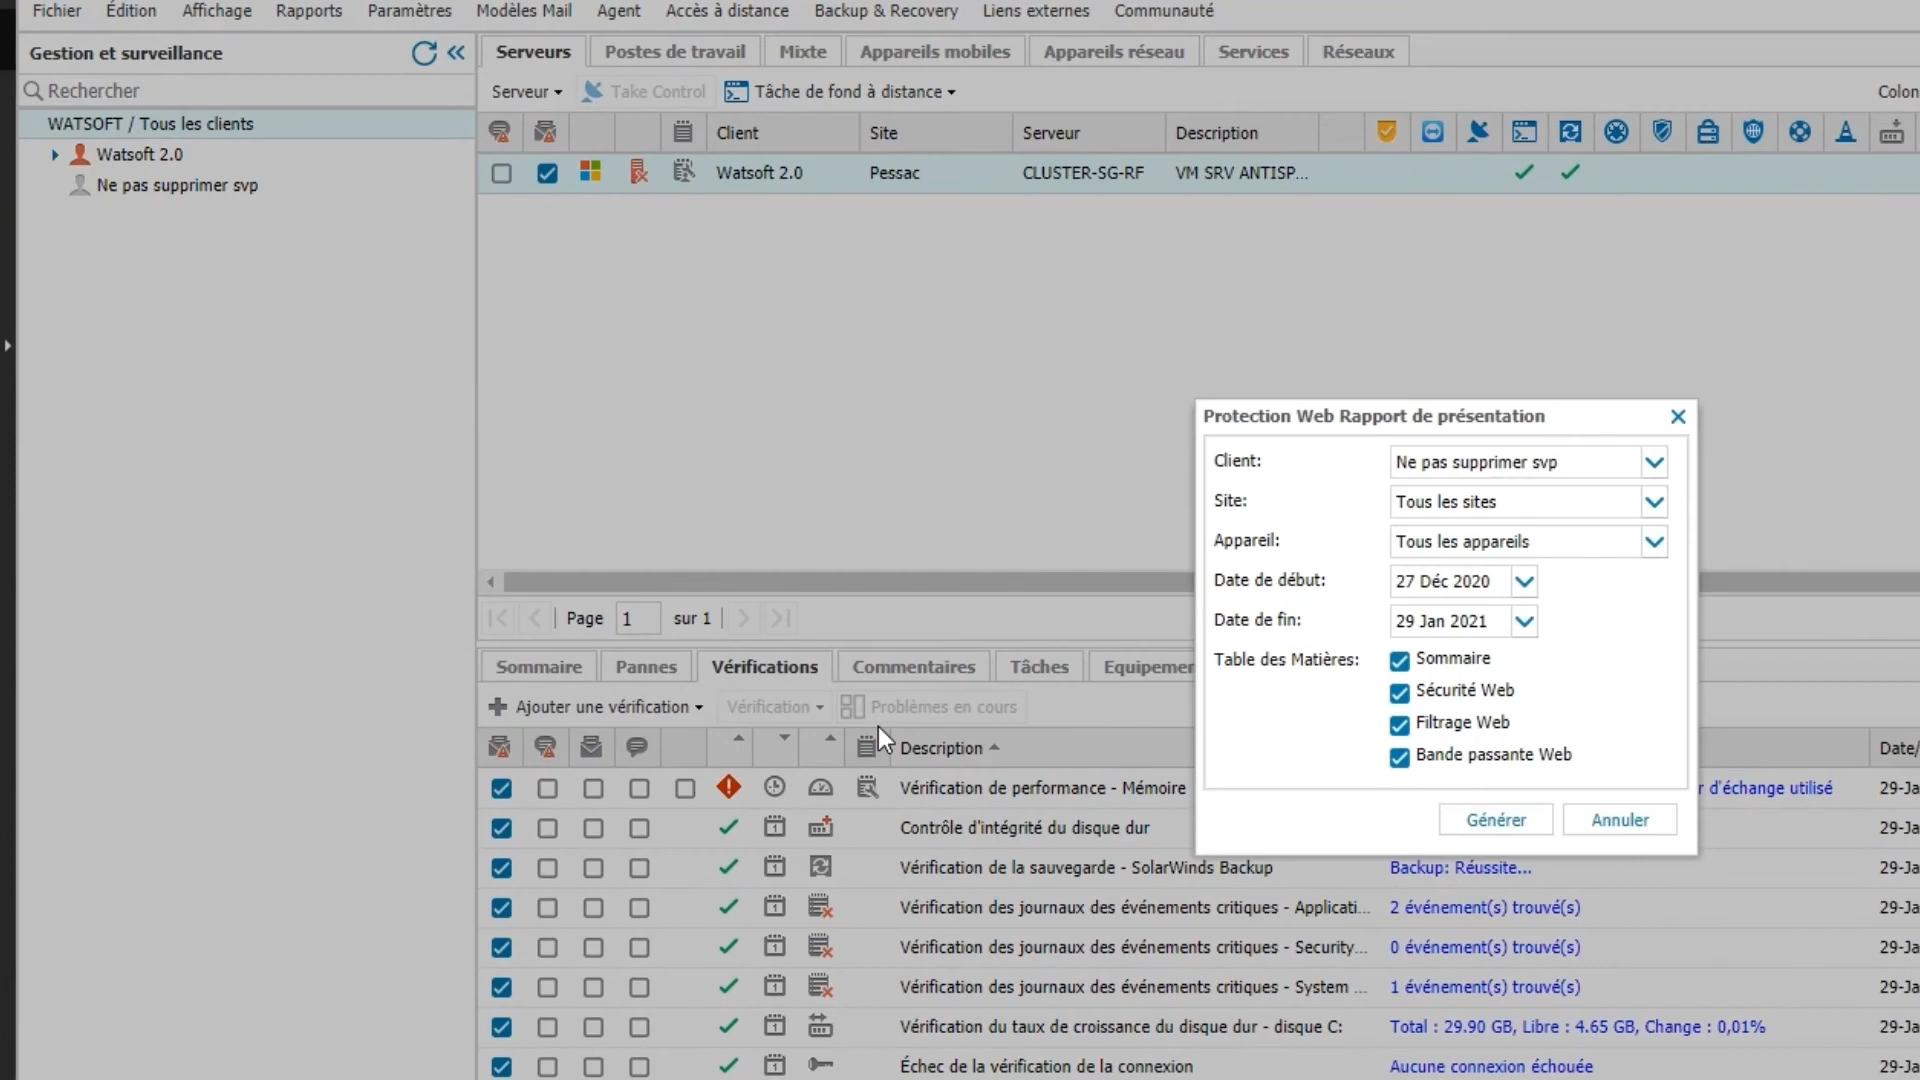 Fichier Édition Affichage Rapports Paramètres Modèles Mail Agent Accès à distance Backup & Recovery Liens externes Communauté
Gestion et surveillance
Rechercher
WATSOFT / Tous les clients
Watsoft 2.0
Ne pas supprimer svp
Serveurs Postes de travail Mixte Appareils mobiles Appareils réseau Services Réseaux
Serveur Take Control Tâche de fond à distance Colon
Client Site Serveur Description
Watsoft 2.0 Pessac CLUSTER-SG-RF VM SRV ANTISP...
Protection Web Rapport de présentation
Client: Ne pas supprimer svp
Site: Tous les sites
Appareil: Tous les appareils
Date de début: 27 Déc 2020
Date de fin: 29 Jan 2021
Table des Matières: Sommaire
Sécurité Web
Filtrage Web
Bande passante Web
Générer Annuler
Page 1 sur 1
Sommaire Pannes Vérifications Commentaires Tâches Equipemen
Ajouter une vérification Vérification Problèmes en cours
Description Date/
Vérification de performance - Mémoire r d'échange utilisé 29-Ja
Contrôle d'intégrité du disque dur 29-Ja
Vérification de la sauvegarde - SolarWinds Backup Backup: Réussite... 29-Ja
Vérification des journaux des événements critiques - Applicati... 2 événement(s) trouvé(s) 29-Ja
Vérification des journaux des événements critiques - Security... 0 événement(s) trouvé(s) 29-Ja
Vérification des journaux des événements critiques - System ... 1 événement(s) trouvé(s) 29-Ja
Vérification du taux de croissance du disque dur - disque C: Total : 29.90 GB, Libre : 4.65 GB, Change : 0,01% 29-Ja
Échec de la vérification de la connexion Aucune connexion échouée 29-Ja